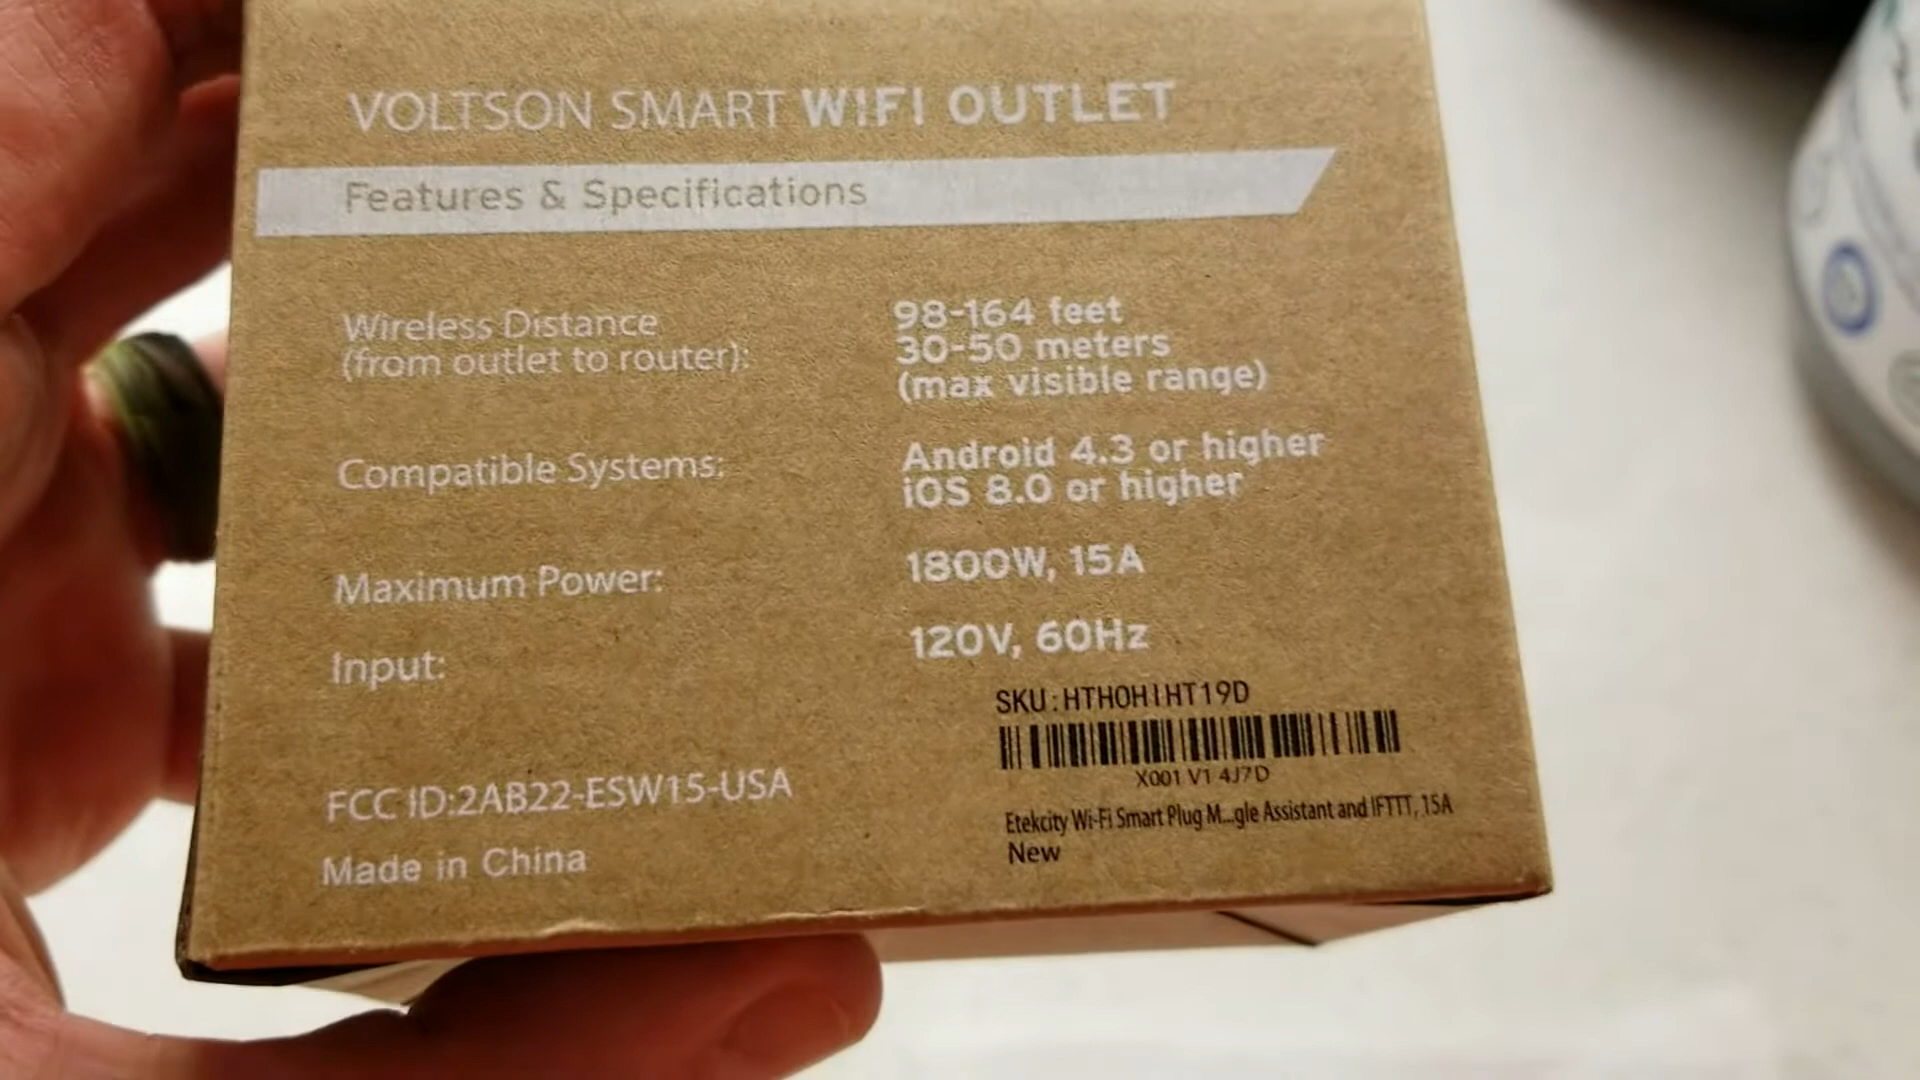 VOLTSON SMART WIFI OUTLET
Features & Specifications
Wireless Distance
(from outlet to router):
98-164 feet
30-50 meters
(max visible range)
Compatible Systems:
Android 4.3 or higher
iOS 8.0 or higher
Maximum Power:
1800W, 15A
Input:
120V, 60Hz
SKU:HTH0HIHT19D
X001 V1 4J7D
Etekcity Wi-Fi Smart Plug M...gle Assistant and IFTTT, 15A
New
FCC ID:2AB22-ESW15-USA
Made in China